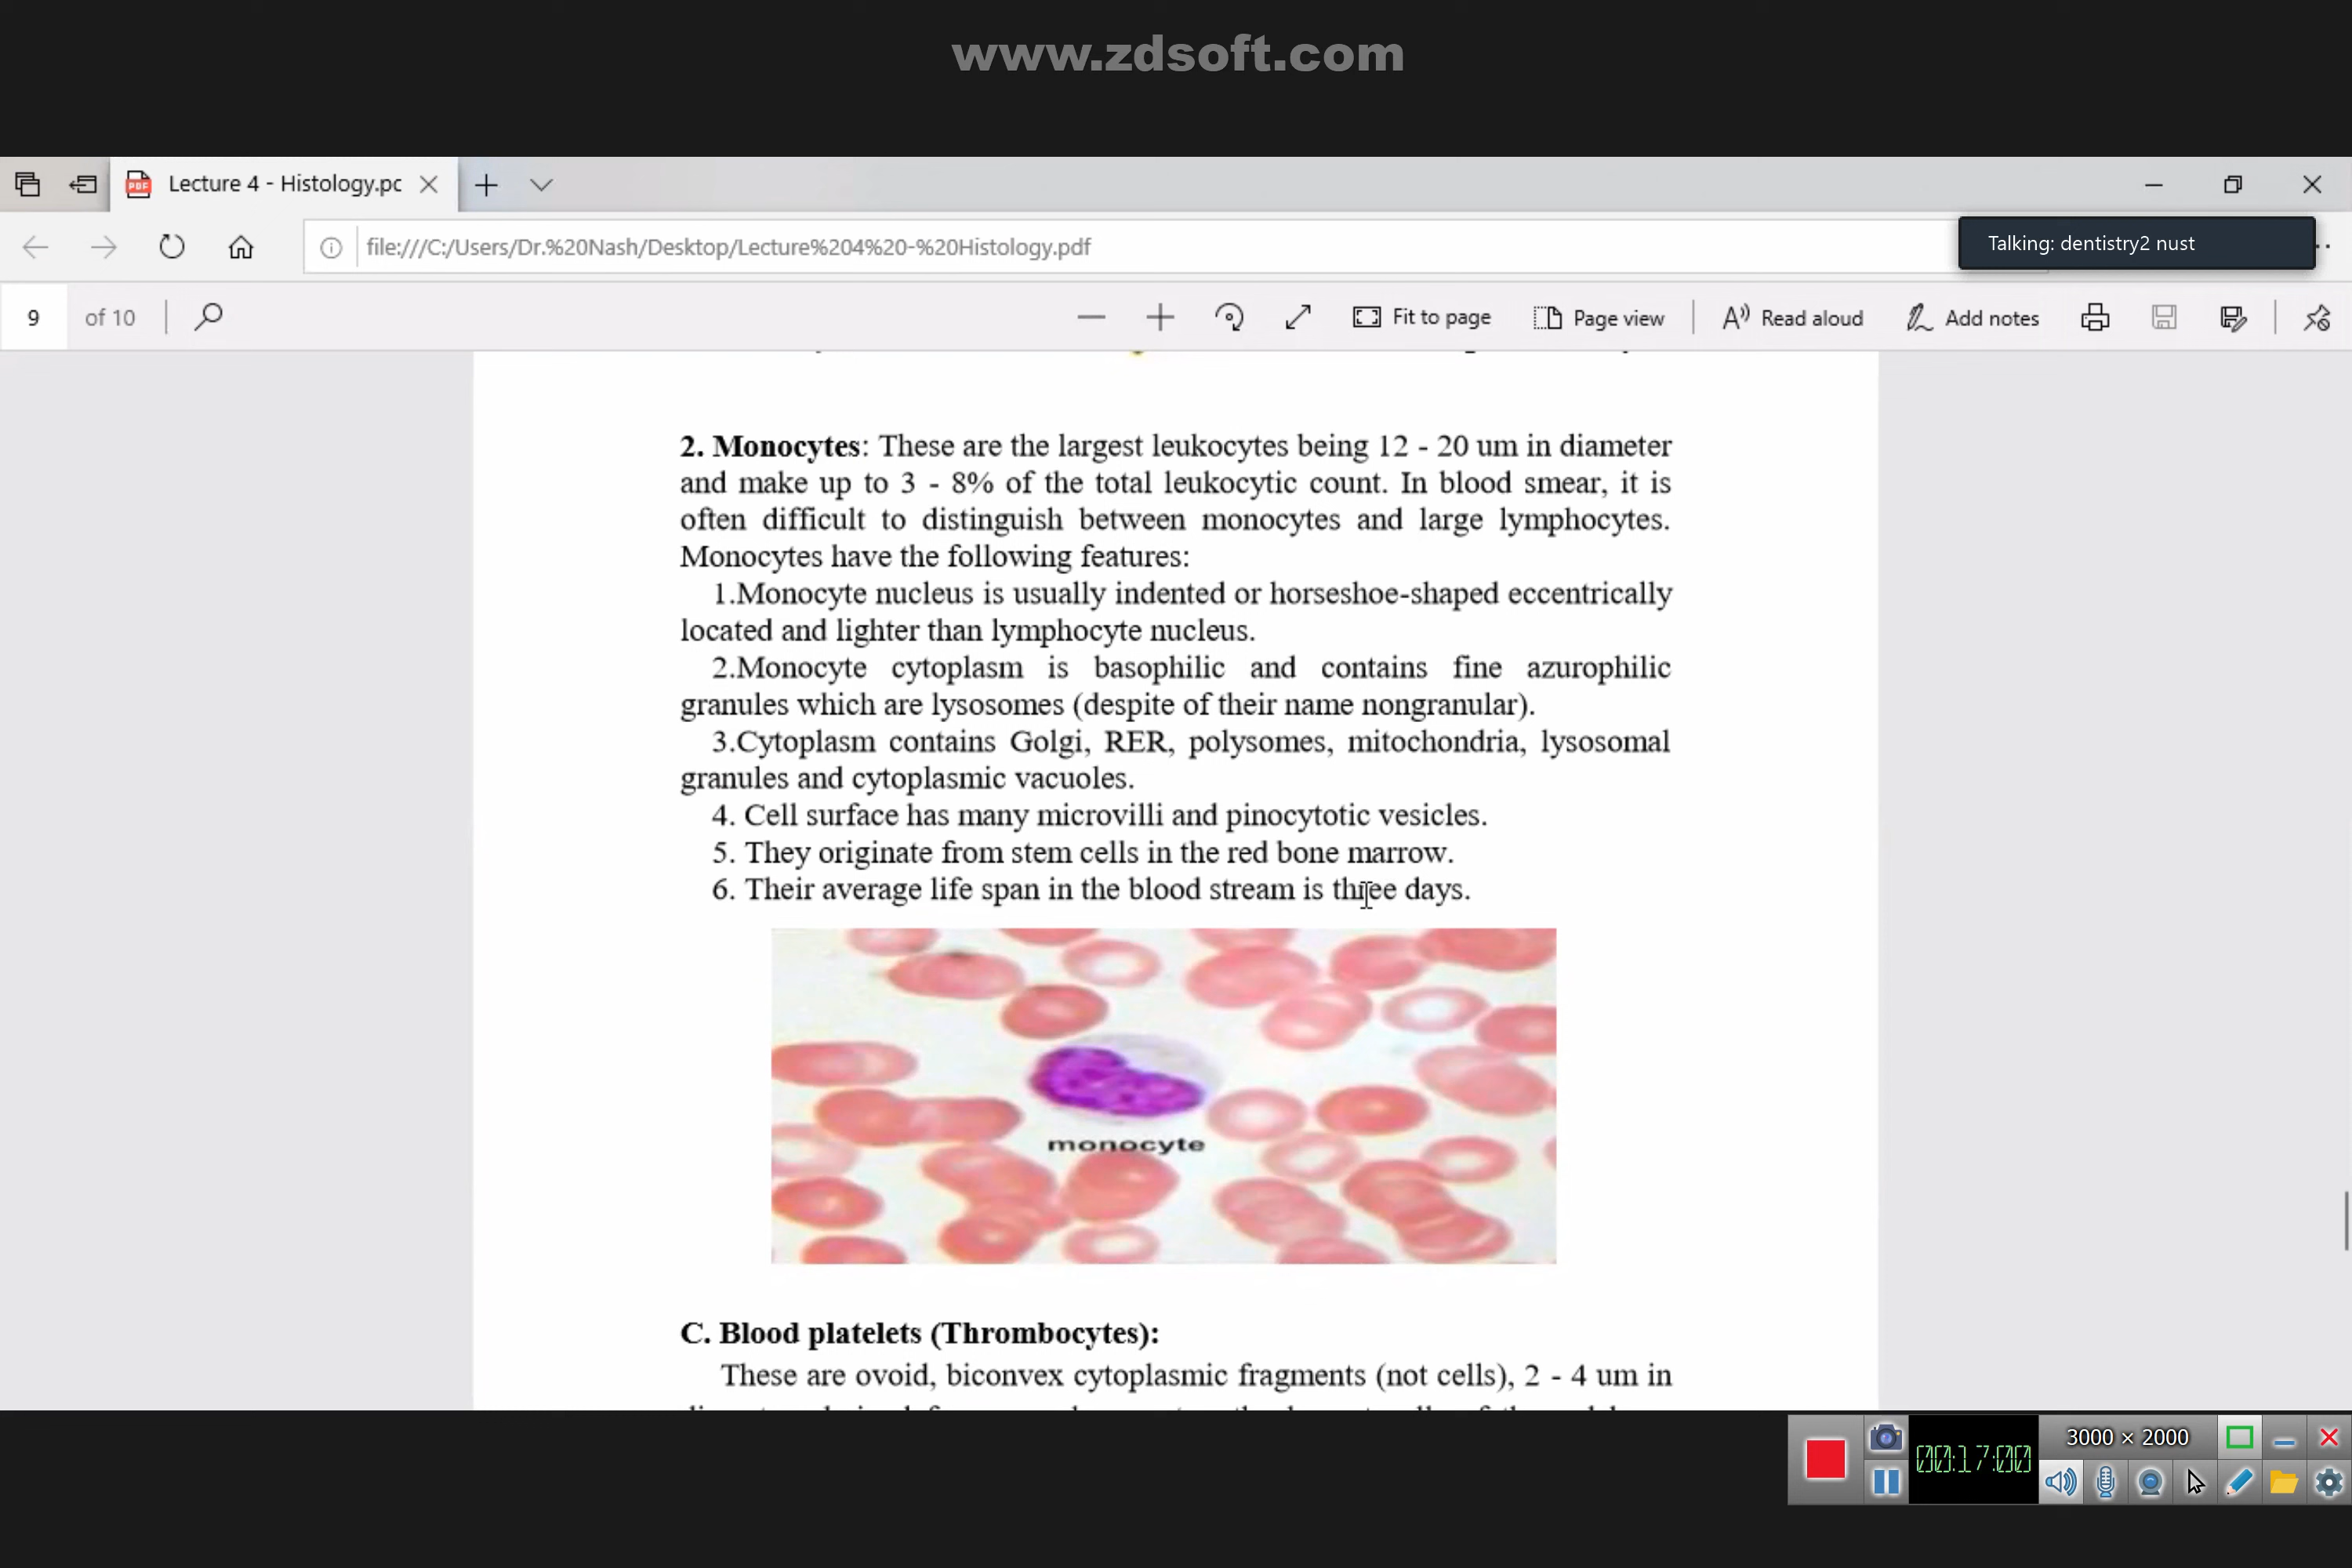 www.zdsoft.com
Lecture 4 - Histology.pc
file:///C:/Users/Dr.%20Nash/Desktop/Lecture%204%20-%20Histology.pdf
Talking: dentistry2 nust
9 of 10
Fit to page
Page view
Read aloud
Add notes
2. Monocytes: These are the largest leukocytes being 12 - 20 um in diameter
and make up to 3 - 8% of the total leukocytic count. In blood smear, it is
often difficult to distinguish between monocytes and large lymphocytes.
Monocytes have the following features:
1.Monocyte nucleus is usually indented or horseshoe-shaped eccentrically
located and lighter than lymphocyte nucleus.
2.Monocyte cytoplasm is basophilic and contains fine azurophilic
granules which are lysosomes (despite of their name nongranular).
3.Cytoplasm contains Golgi, RER, polysomes, mitochondria, lysosomal
granules and cytoplasmic vacuoles.
4. Cell surface has many microvilli and pinocytotic vesicles.
5. They originate from stem cells in the red bone marrow.
6. Their average life span in the blood stream is three days.
monocyte
C. Blood platelets (Thrombocytes):
These are ovoid, biconvex cytoplasmic fragments (not cells), 2 - 4 um in
00:17:00
3000 × 2000